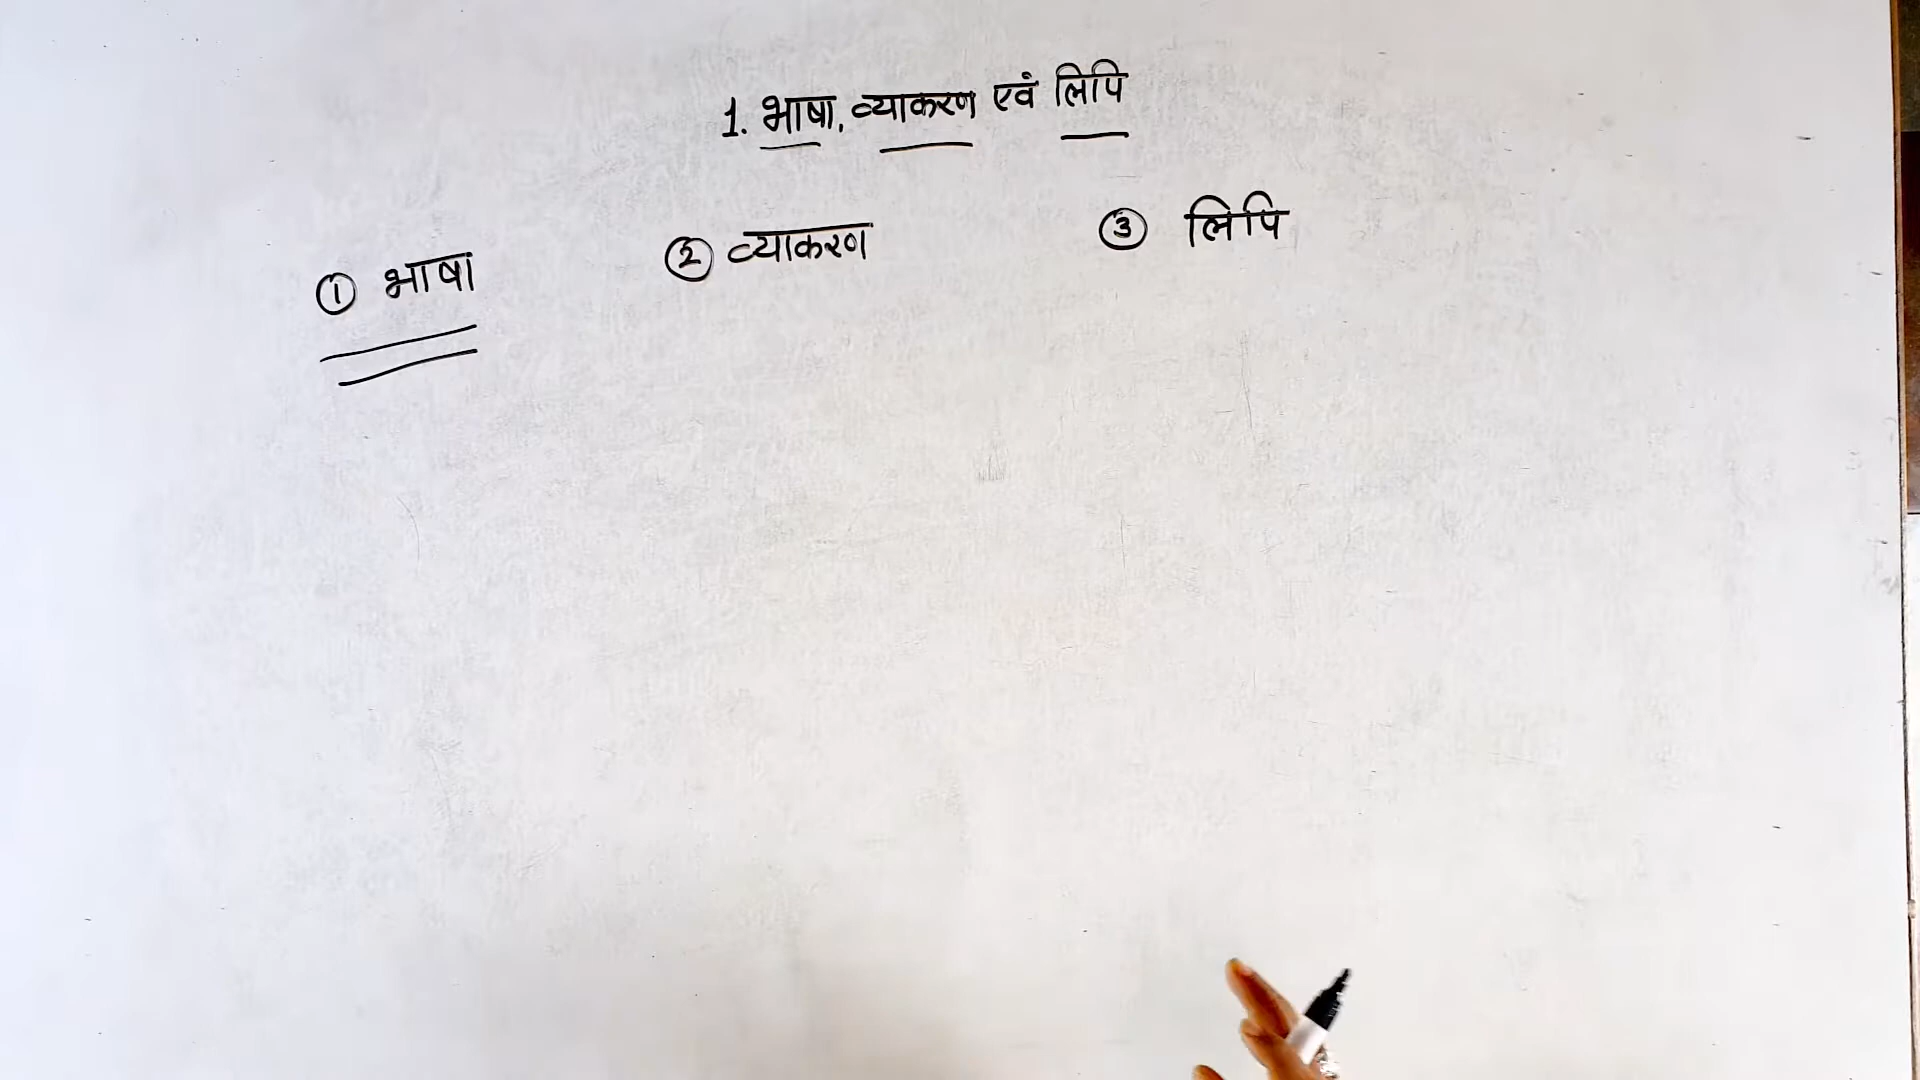 1. भाषा, व्याकरण एवं लिपि
① भाषा ② व्याकरण ③ लिपि